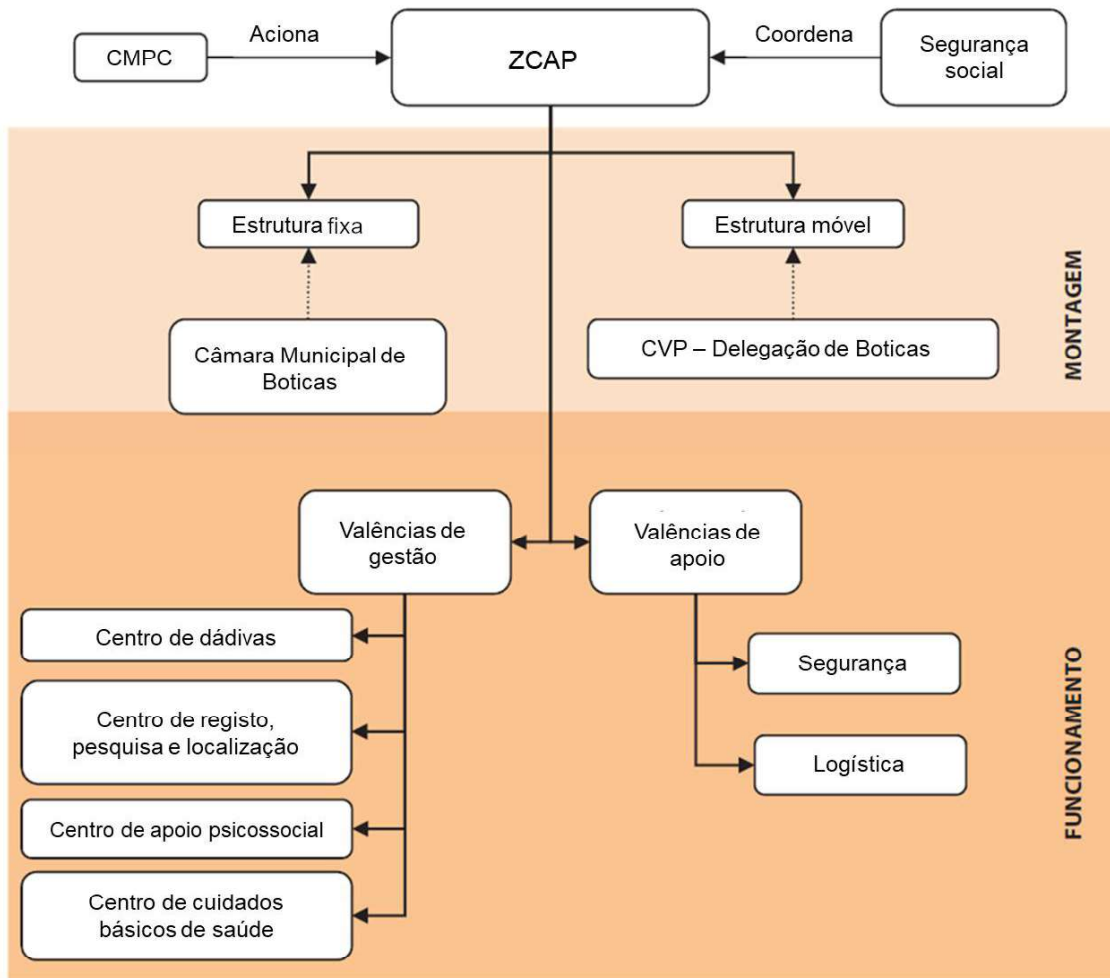 Aciona
Coordena
CMPC
ZCAP
Segurança
social
Estrutura fixa
Estrutura móvel
Câmara Municipal de
Boticas
CVP – Delegação de Boticas
MONTAGEM
Valências de
gestão
Valências de
apoio
Centro de dádivas
Centro de registo,
pesquisa e localização
Centro de apoio psicossocial
Centro de cuidados
básicos de saúde
Segurança
Logística
FUNCIONAMENTO